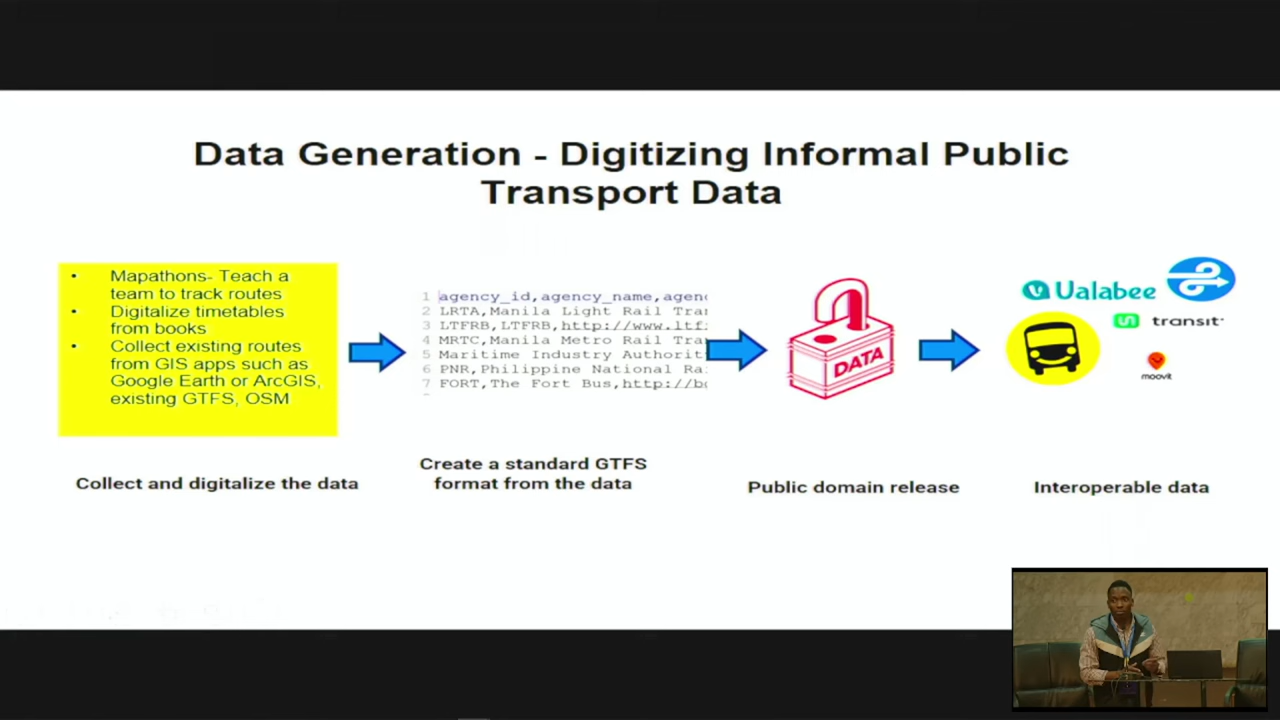 Data Generation - Digitizing Informal Public
Transport Data
• Mapathons- Teach a
team to track routes
• Digitalize timetables
from books
• Collect existing routes
from GIS apps such as
Google Earth or ArcGIS,
existing GTFS, OSM
Collect and digitalize the data
1 agency_id,agency_name,agenc
2 LRTA,Manila Light Rail Tra
3 LTFRB,LTFRB,http://www.ltf
4 MRTC,Manila Metro Rail Tra
5 Maritime Industry Authorit
6 PNR,Philippine National Ra
7 FORT,The Fort Bus,http://b
Create a standard GTFS
format from the data
DATA
Public domain release
Ualabee
transit
moovit
Interoperable data